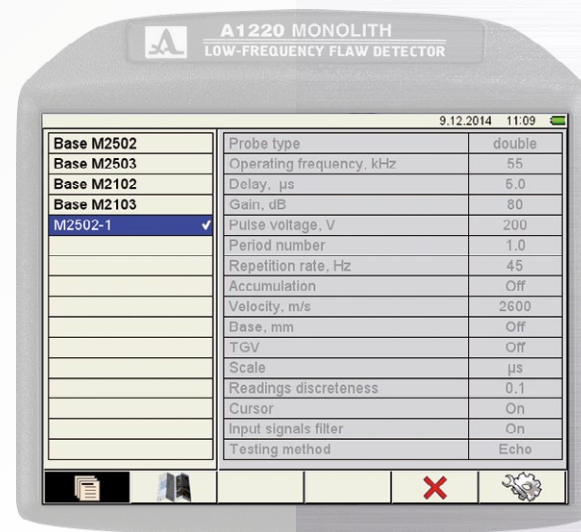 A1220 MONOLITH
LOW-FREQUENCY FLAW DETECTOR
9.12.2014 11:09
Base M2502
Base M2503
Base M2102
Base M2103
M2502-1
Probe type double
Operating frequency, kHz 55
Delay, µs 5.0
Gain, dB 80
Pulse voltage, V 200
Period number 1.0
Repetition rate, Hz 45
Accumulation Off
Velocity, m/s 2600
Base, mm Off
TGV Off
Scale µs
Readings discreteness 0.1
Cursor On
Input signals filter On
Testing method Echo